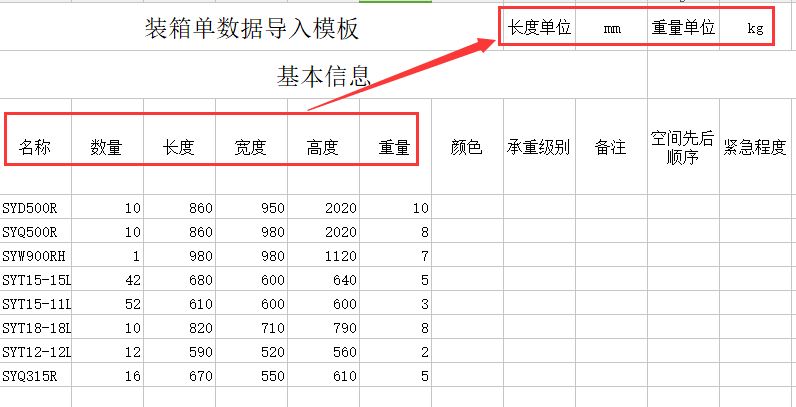 装箱单数据导入模板 长度单位 mm 重量单位 kg
基本信息
名称 数量 长度 宽度 高度 重量 颜色 承重级别 备注 空间先后顺序 紧急程度
SYD500R 10 860 950 2020 10
SYQ500R 10 860 980 2020 8
SYW900RH 1 980 980 1120 7
SYT15-15L 42 680 600 640 5
SYT15-11L 52 610 600 600 3
SYT18-18L 10 820 710 790 8
SYT12-12L 12 590 520 560 2
SYQ315R 16 670 550 610 5